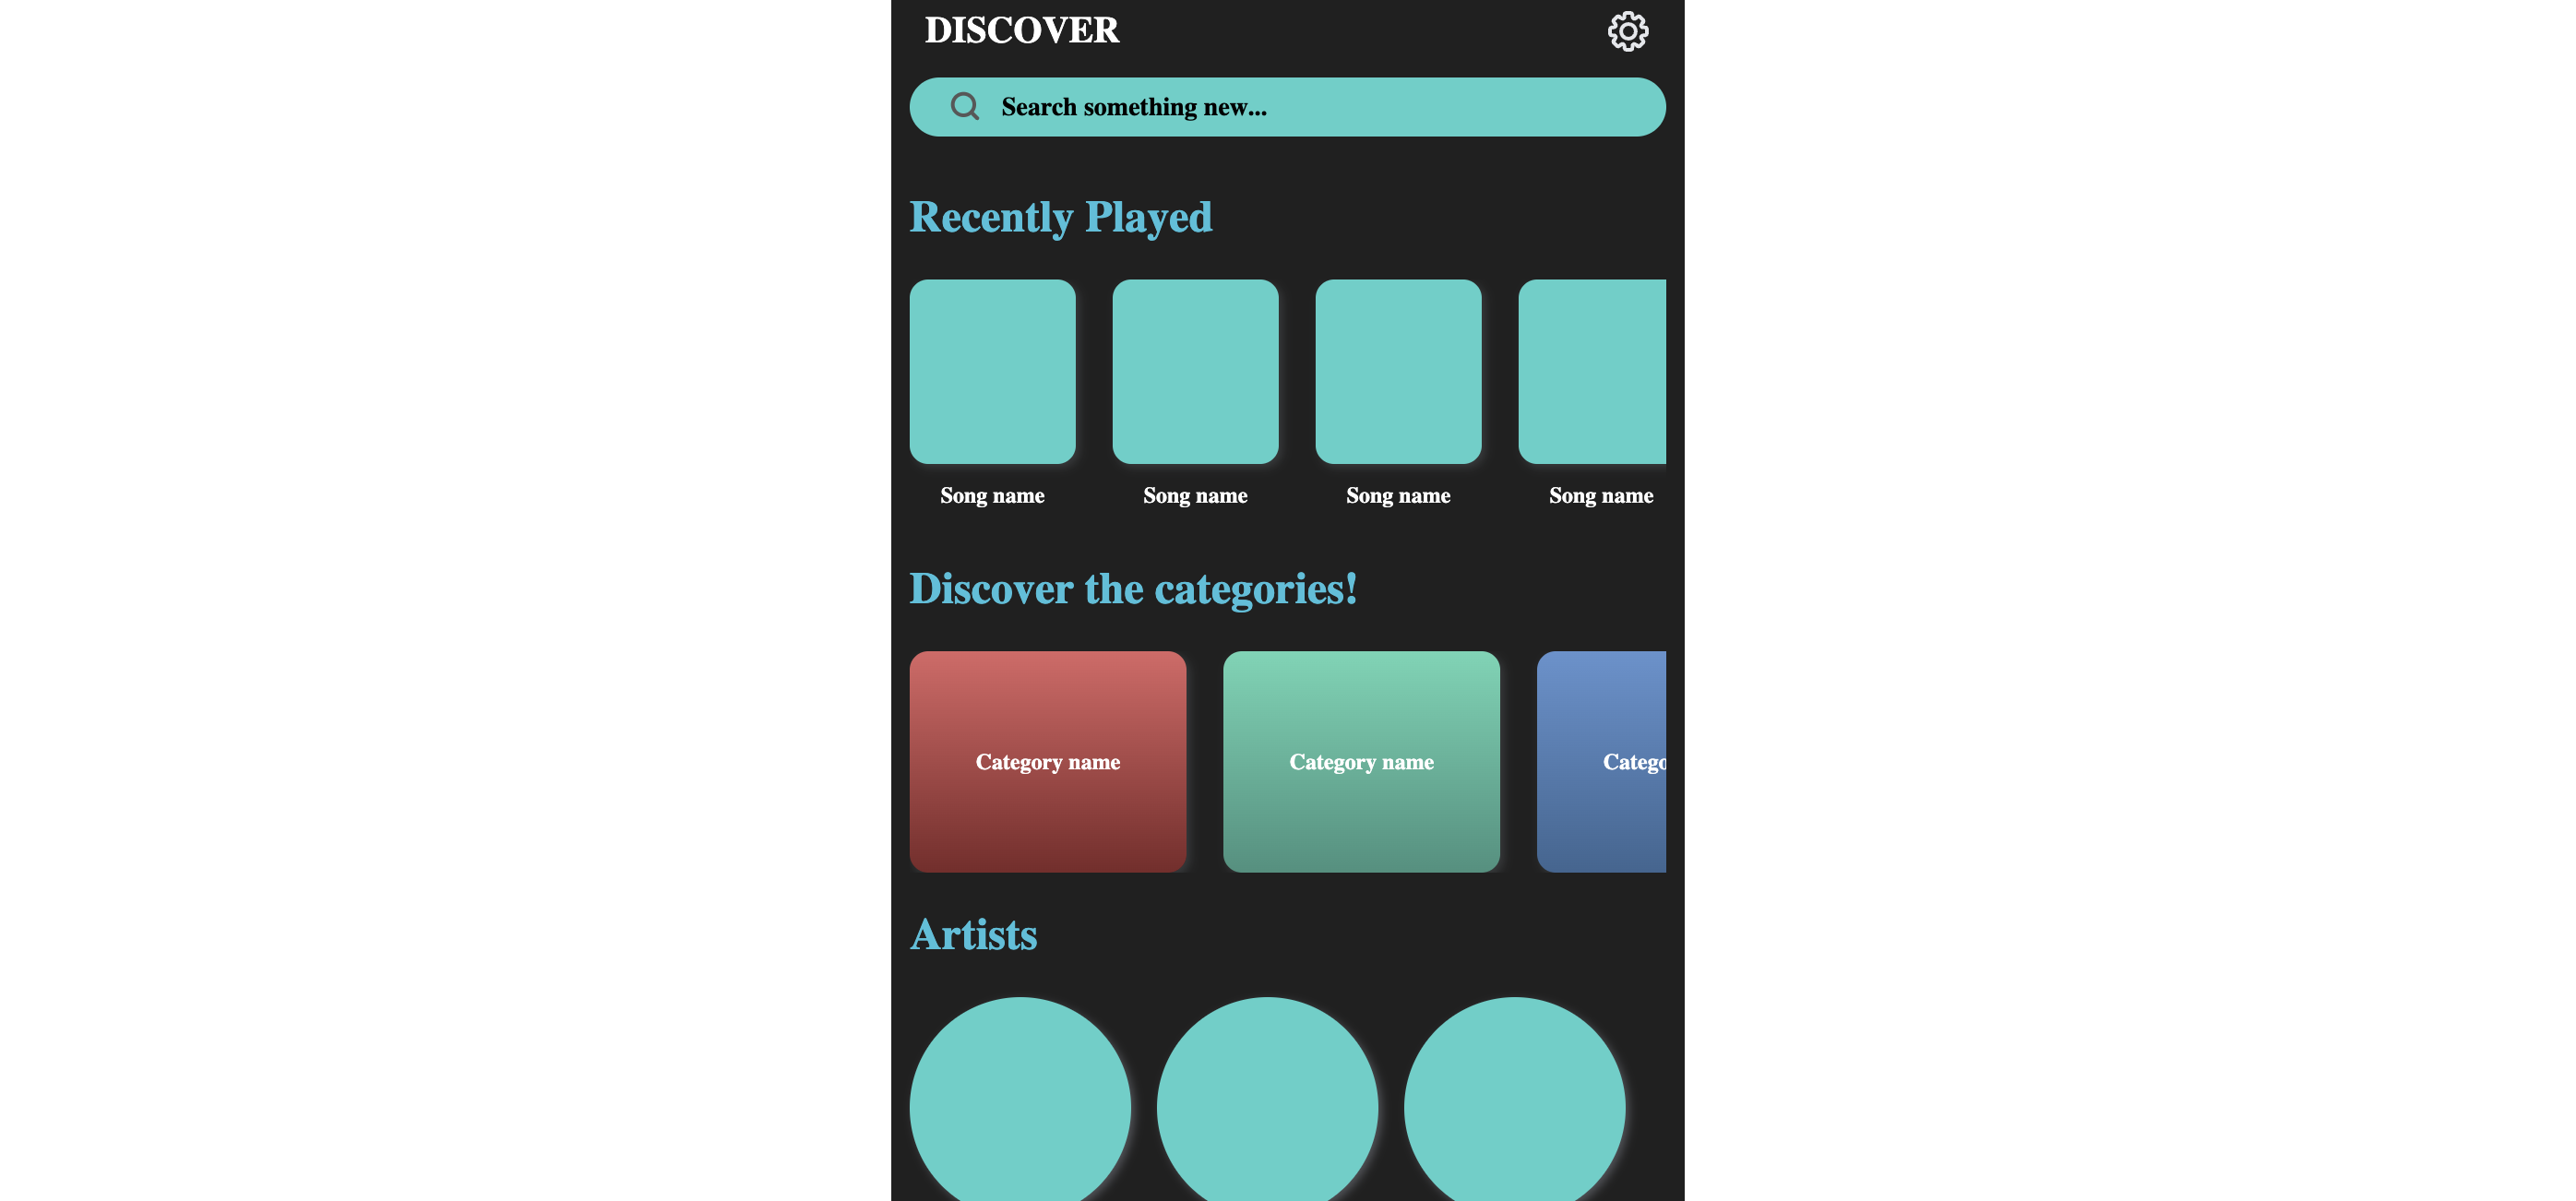 DISCOVER
Search something new...
Recently Played
Song name Song name Song name Song name
Discover the categories!
Category name Category name Catego
Artists